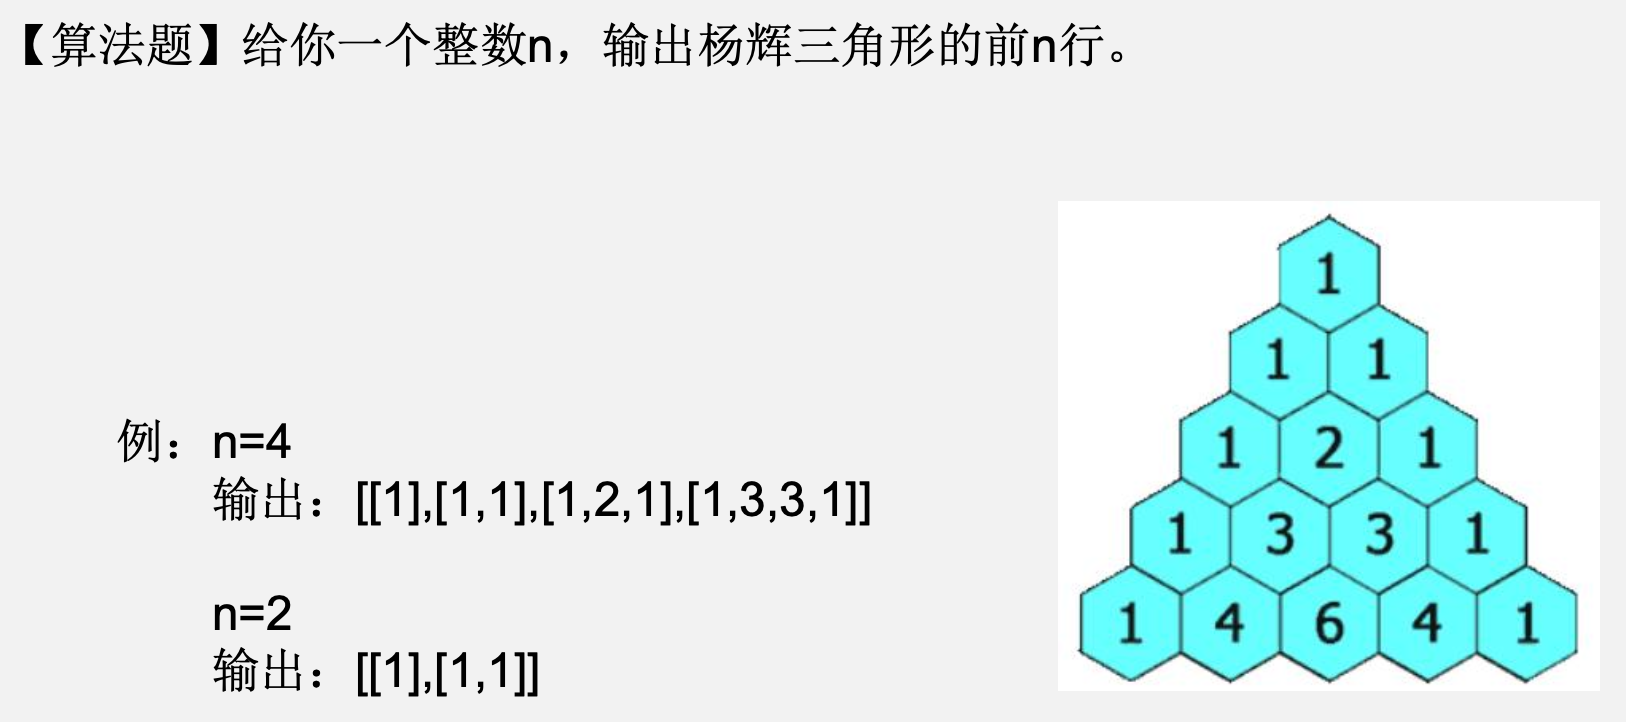 【算法题】给你一个整数n，输出杨辉三角形的前n行。
例：n=4
输出：[[1],[1,1],[1,2,1],[1,3,3,1]]
n=2
输出：[[1],[1,1]]
1
1 1
1 2 1
1 3 3 1
1 4 6 4 1